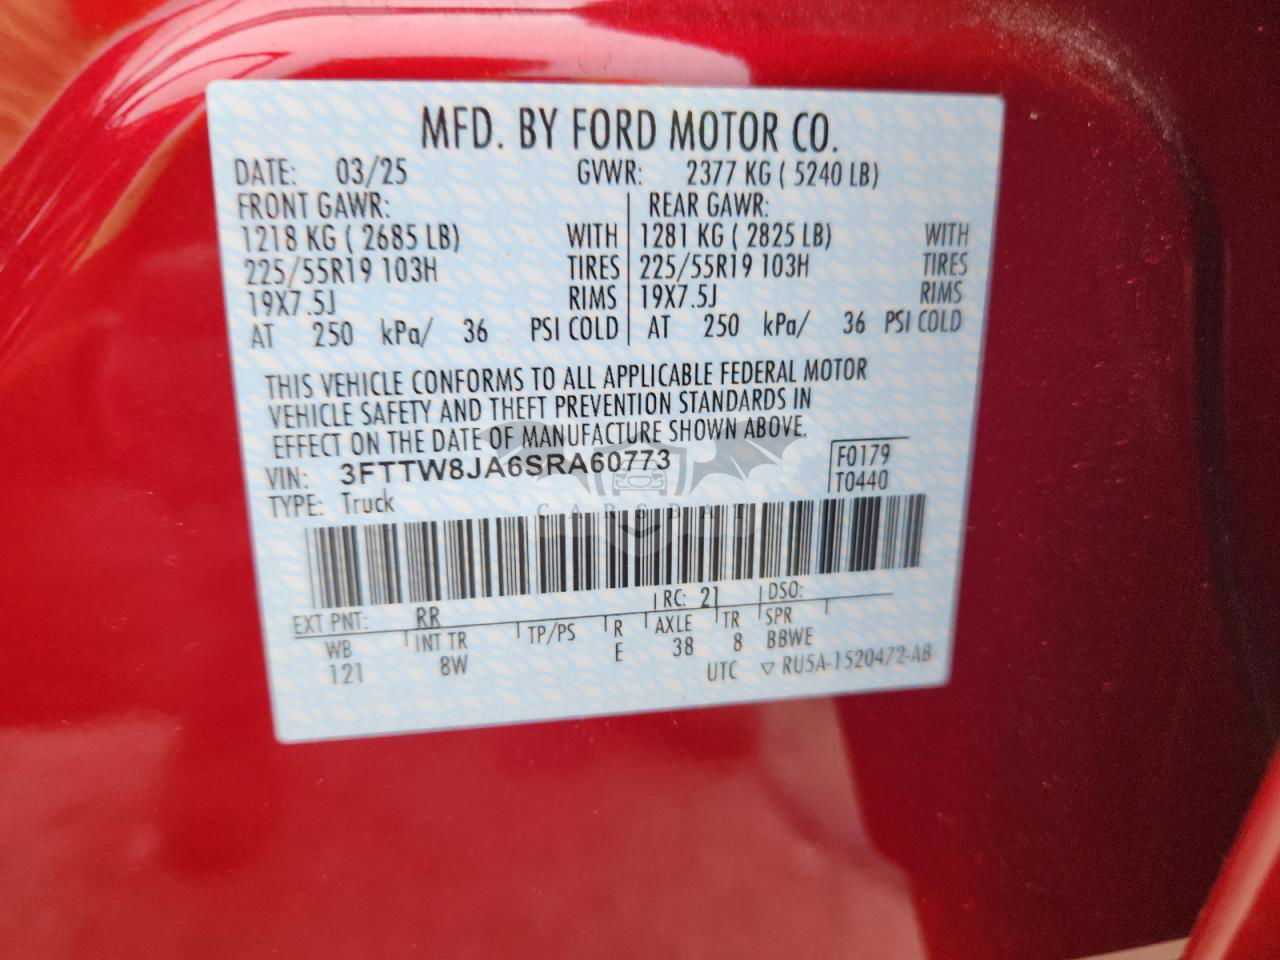 MFD. BY FORD MOTOR CO.
DATE: 03/25 GVWR: 2377 KG ( 5240 LB)
FRONT GAWR: REAR GAWR:
1218 KG ( 2685 LB) WITH 1281 KG ( 2825 LB) WITH
225/55R19 103H TIRES 225/55R19 103H TIRES
19X7.5J RIMS 19X7.5J RIMS
AT 250 kPa/ 36 PSI COLD AT 250 kPa/ 36 PSI COLD
THIS VEHICLE CONFORMS TO ALL APPLICABLE FEDERAL MOTOR
VEHICLE SAFETY AND THEFT PREVENTION STANDARDS IN
EFFECT ON THE DATE OF MANUFACTURE SHOWN ABOVE.
VIN: 3FTTW8JA6SRA60773 F0179
TYPE: Truck T0440
CARSBAT
EXT PNT: RR RC: 21 DSO:
WB INT TR TP/PS R AXLE TR SPR
121 8W E 38 8 BBWE
UTC ▽ RU5A-1520472-AB